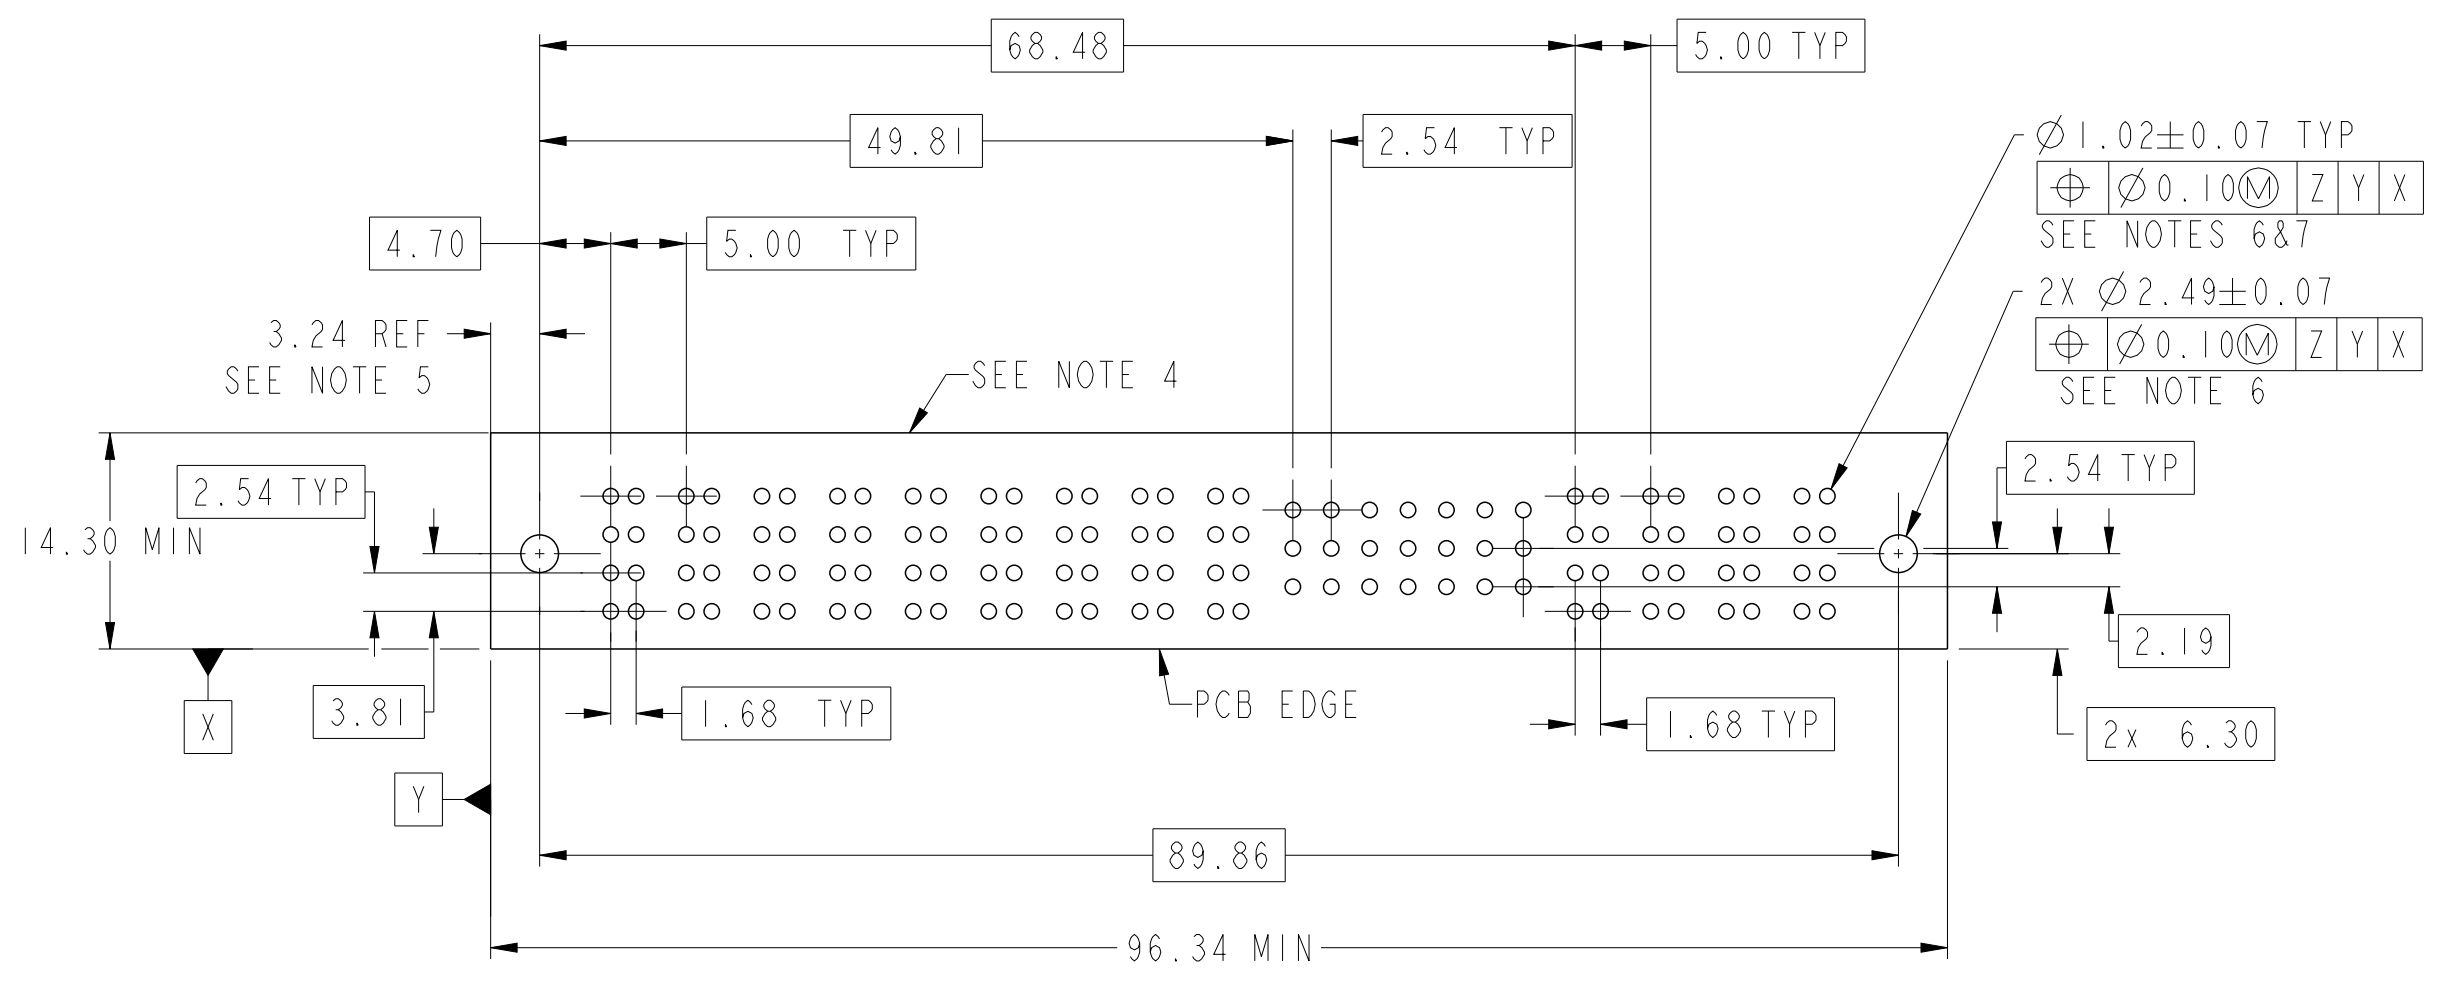 68.48
5.00 TYP
49.81
2.54 TYP
Ø1.02±0.07 TYP
⌖ Ø0.10Ⓜ Z Y X
SEE NOTES 6&7
4.70
5.00 TYP
2X Ø2.49±0.07
⌖ Ø0.10Ⓜ Z Y X
SEE NOTE 6
3.24 REF
SEE NOTE 5
SEE NOTE 4
2.54 TYP
2.54 TYP
14.30 MIN
2.19
3.81
1.68 TYP
PCB EDGE
1.68 TYP
X
2x 6.30
Y
89.86
96.34 MIN